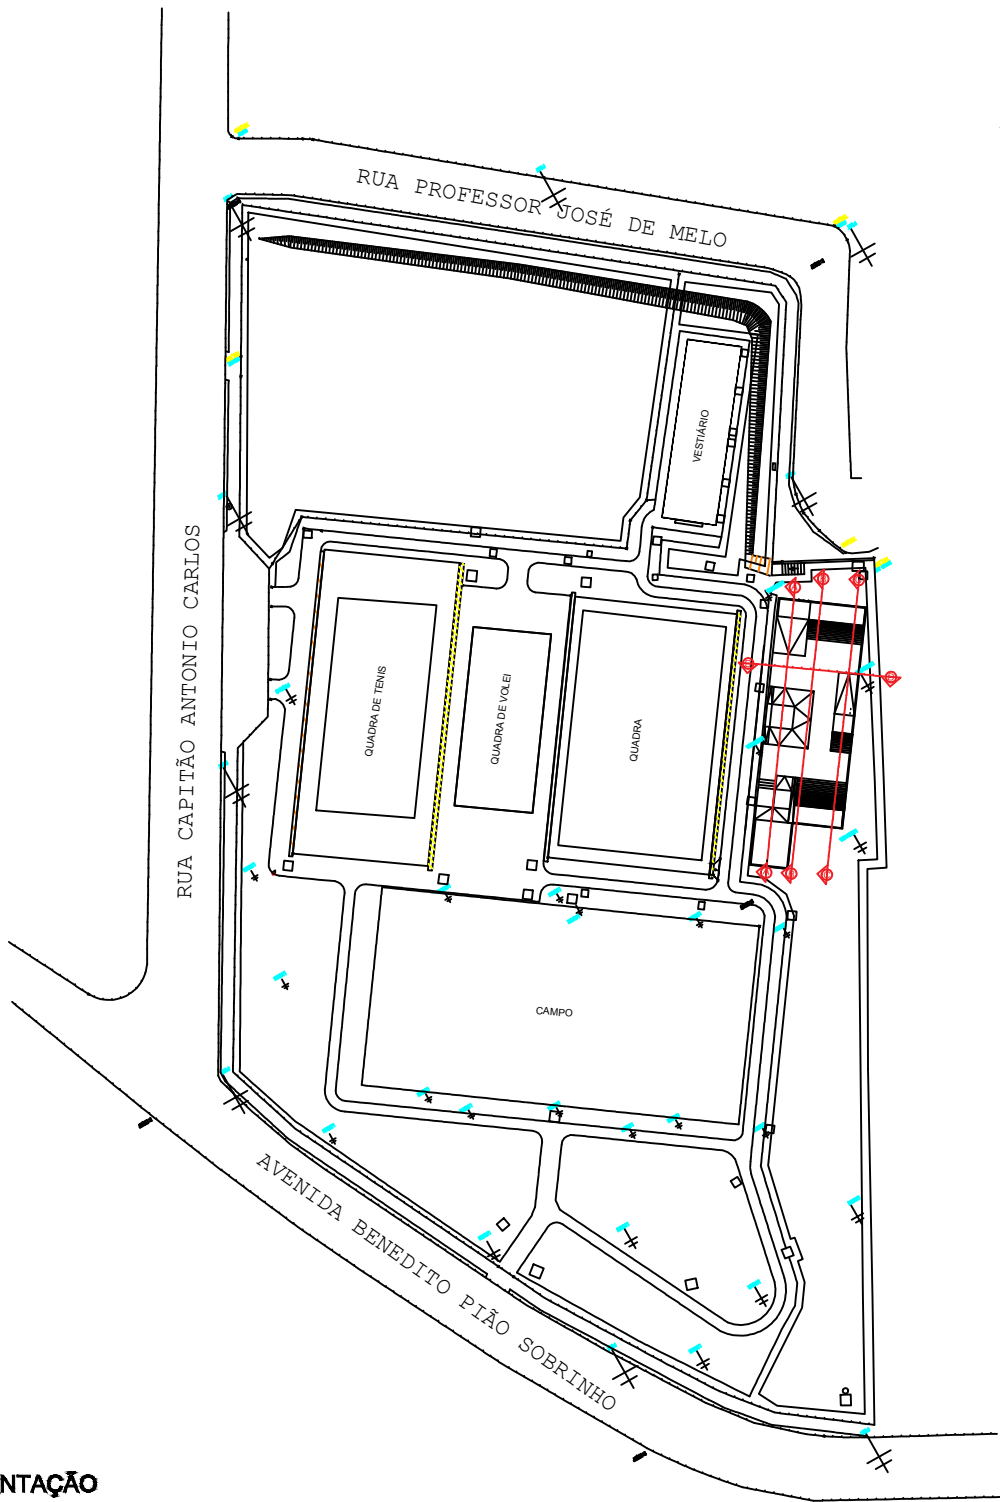 RUA PROFESSOR JOSÉ DE MELO
VESTIÁRIO
RUA CAPITÃO ANTONIO CARLOS
QUADRA DE TENIS
QUADRA DE VOLEI
QUADRA
CAMPO
AVENIDA BENEDITO PIÃO SOBRINHO
NTAÇÃO